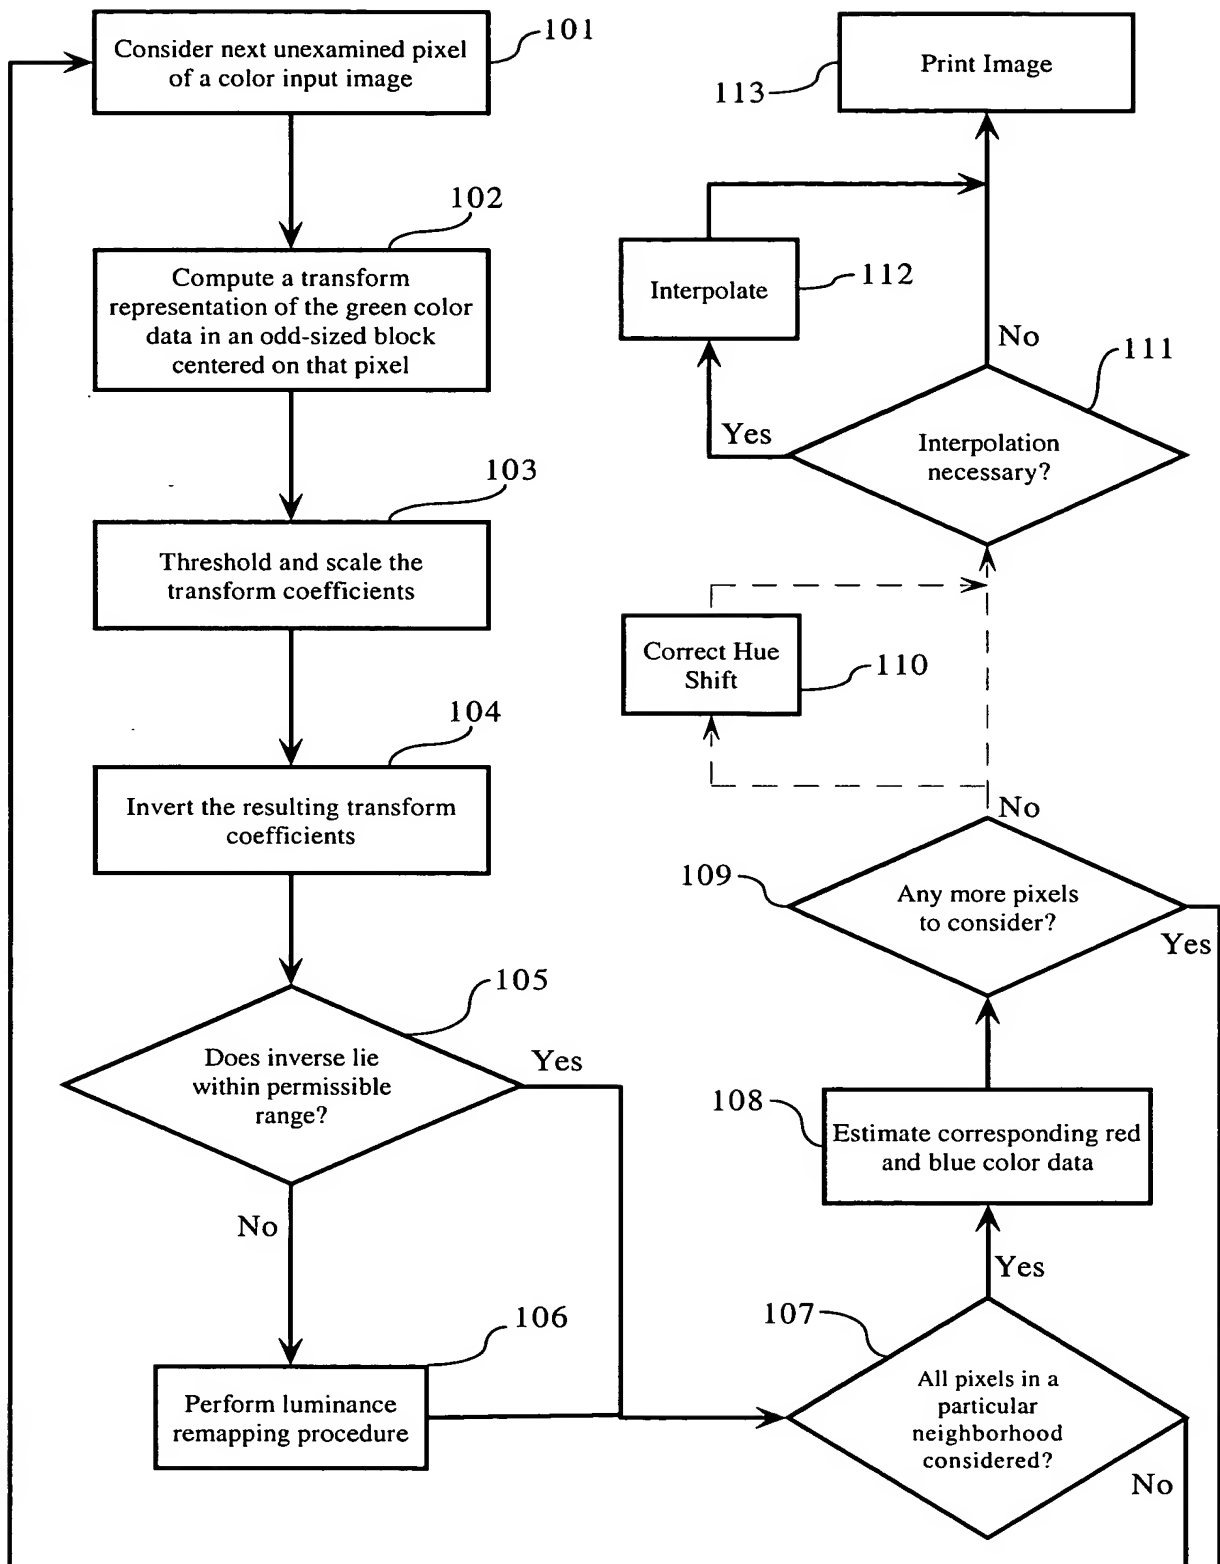 Consider next unexamined pixel
of a color input image
101
Compute a transform
representation of the green color
data in an odd-sized block
centered on that pixel
102
Threshold and scale the
transform coefficients
103
Invert the resulting transform
coefficients
104
Does inverse lie
within permissible
range?
105
Yes
No
Perform luminance
remapping procedure
106
All pixels in a
particular
neighborhood
considered?
107
No
Yes
Estimate corresponding red
and blue color data
108
Any more pixels
to consider?
109
Yes
No
Correct Hue
Shift
110
Interpolation
necessary?
111
Yes
No
Interpolate
112
Print Image
113